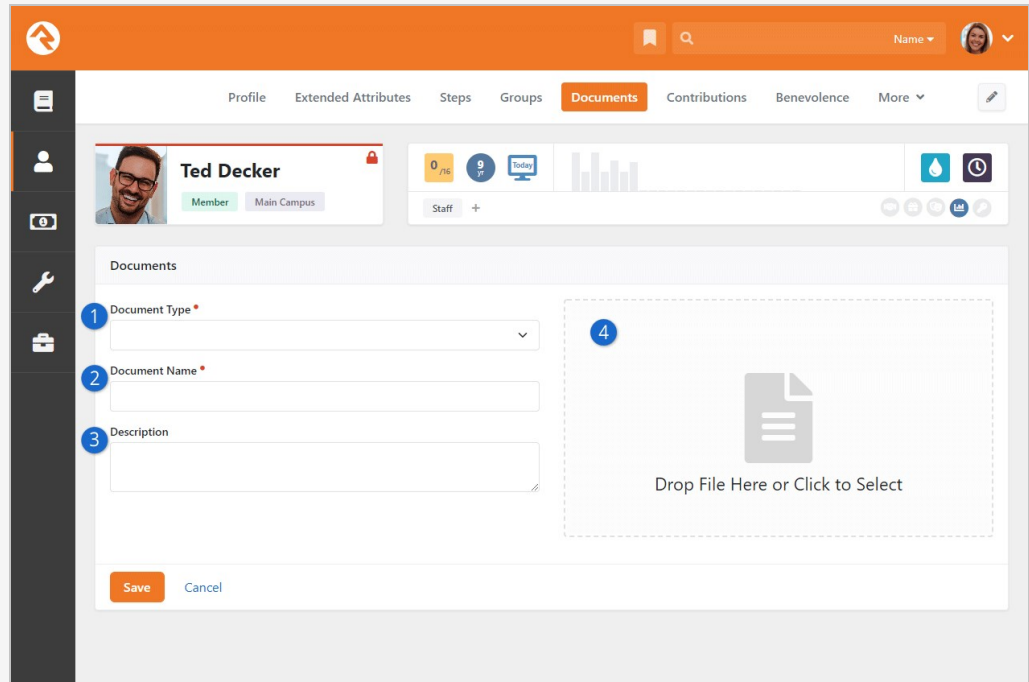 Name
Profile Extended Attributes Steps Groups Documents Contributions Benevolence More
Ted Decker
Member Main Campus
0 /16 9 yr Today
Staff +
Documents
1 Document Type •
2 Document Name •
3 Description
4
Drop File Here or Click to Select
Save Cancel